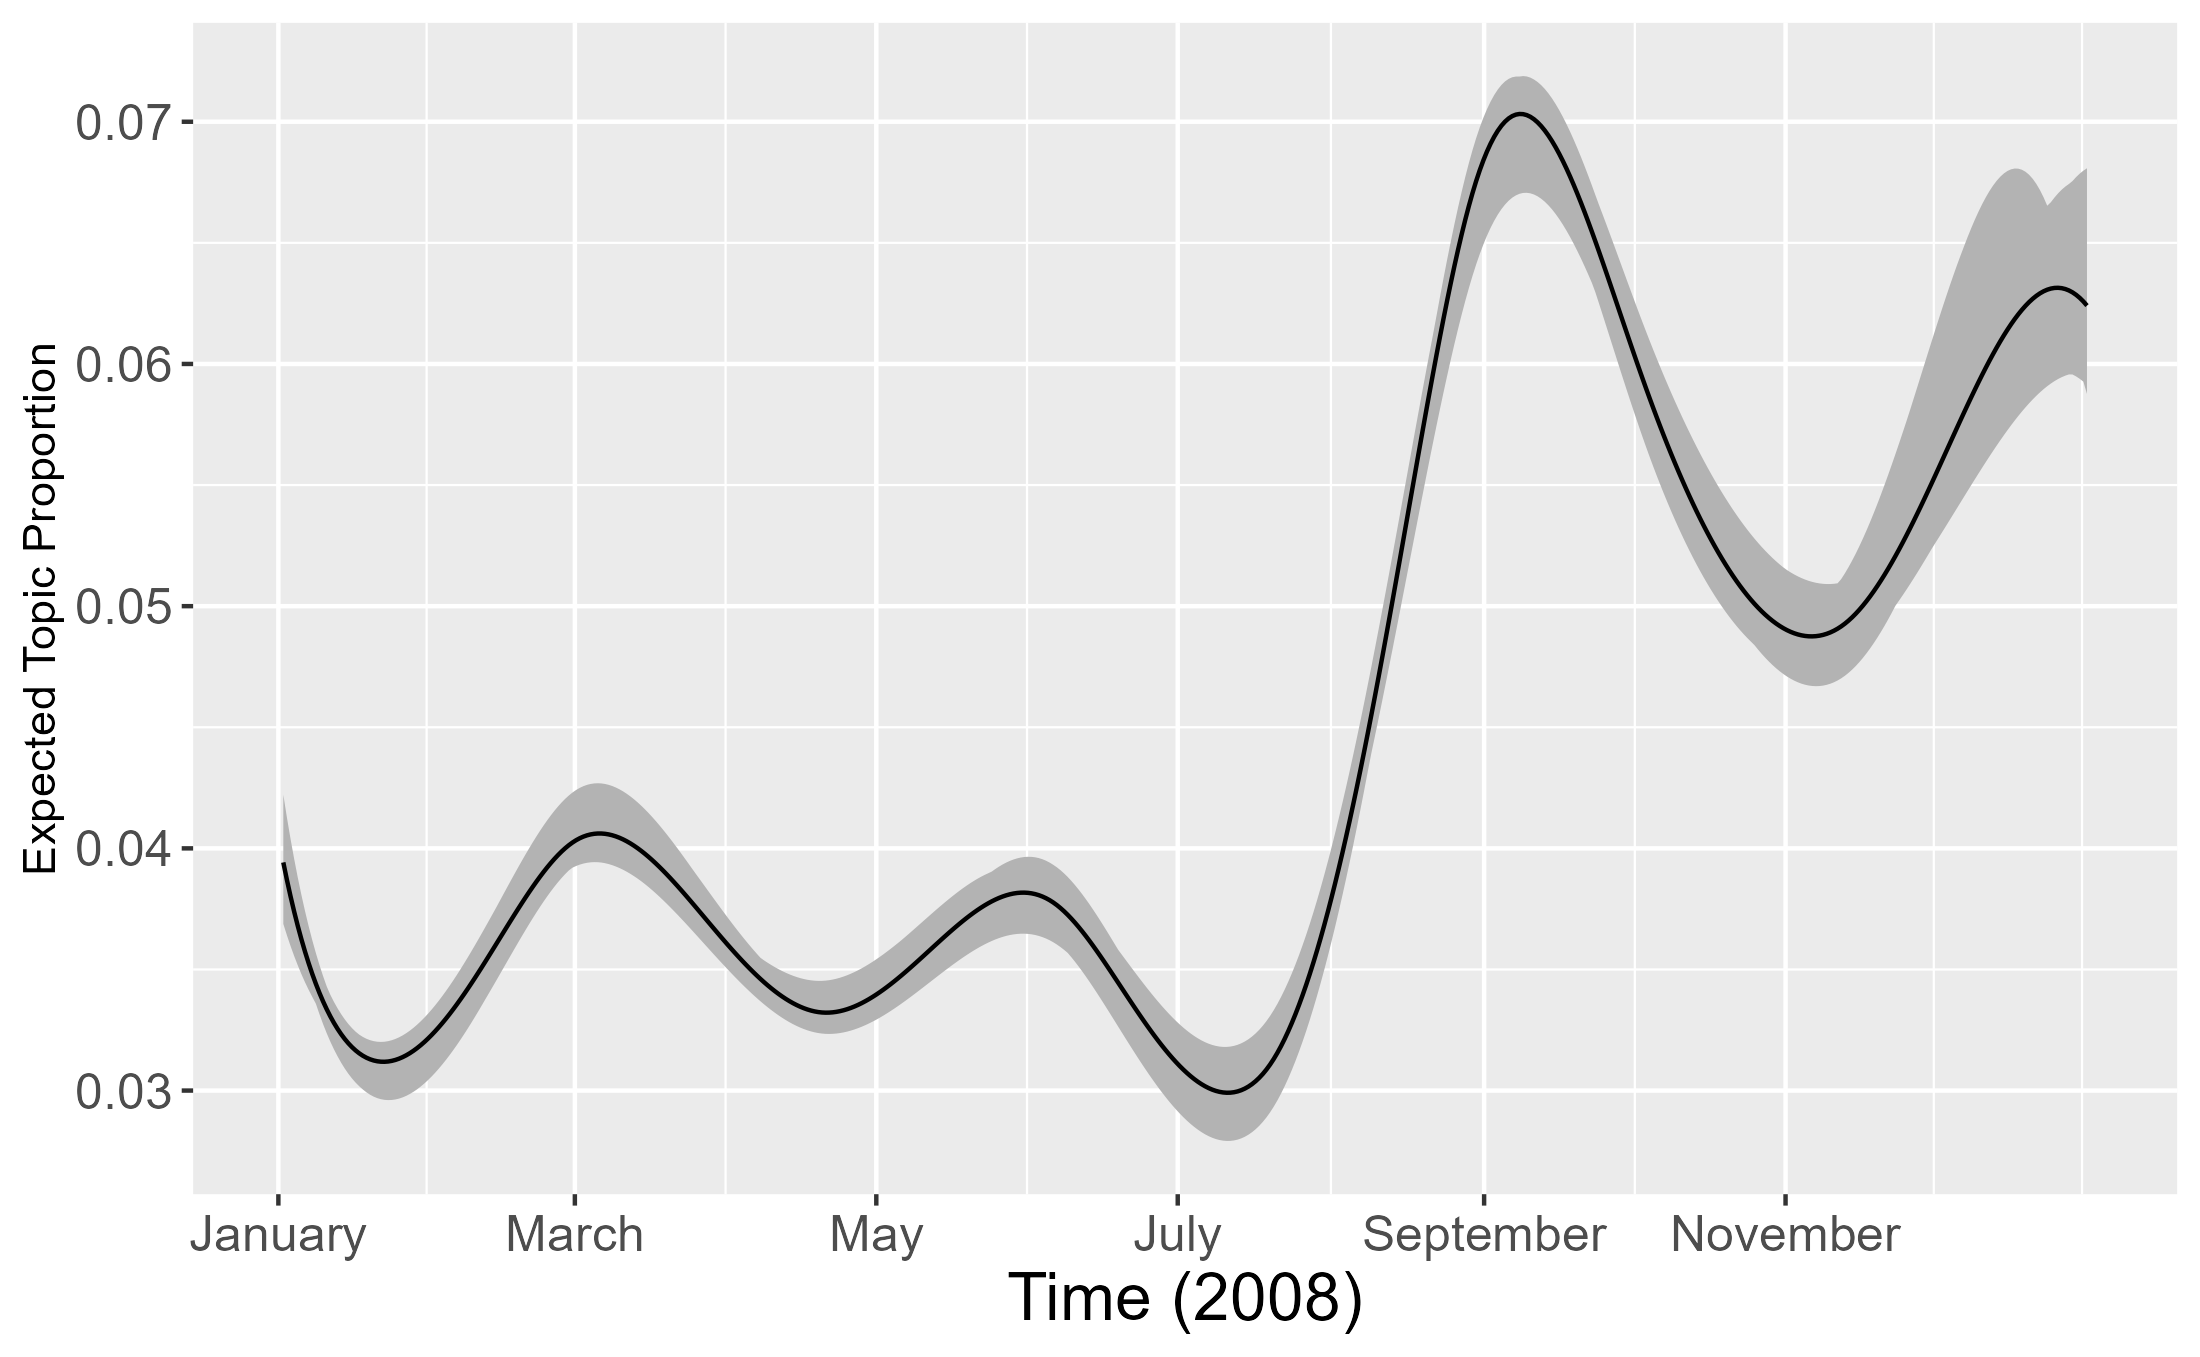 Expected Topic Proportion
0.07
0.06
0.05
0.04
0.03
January March May July September November
Time (2008)